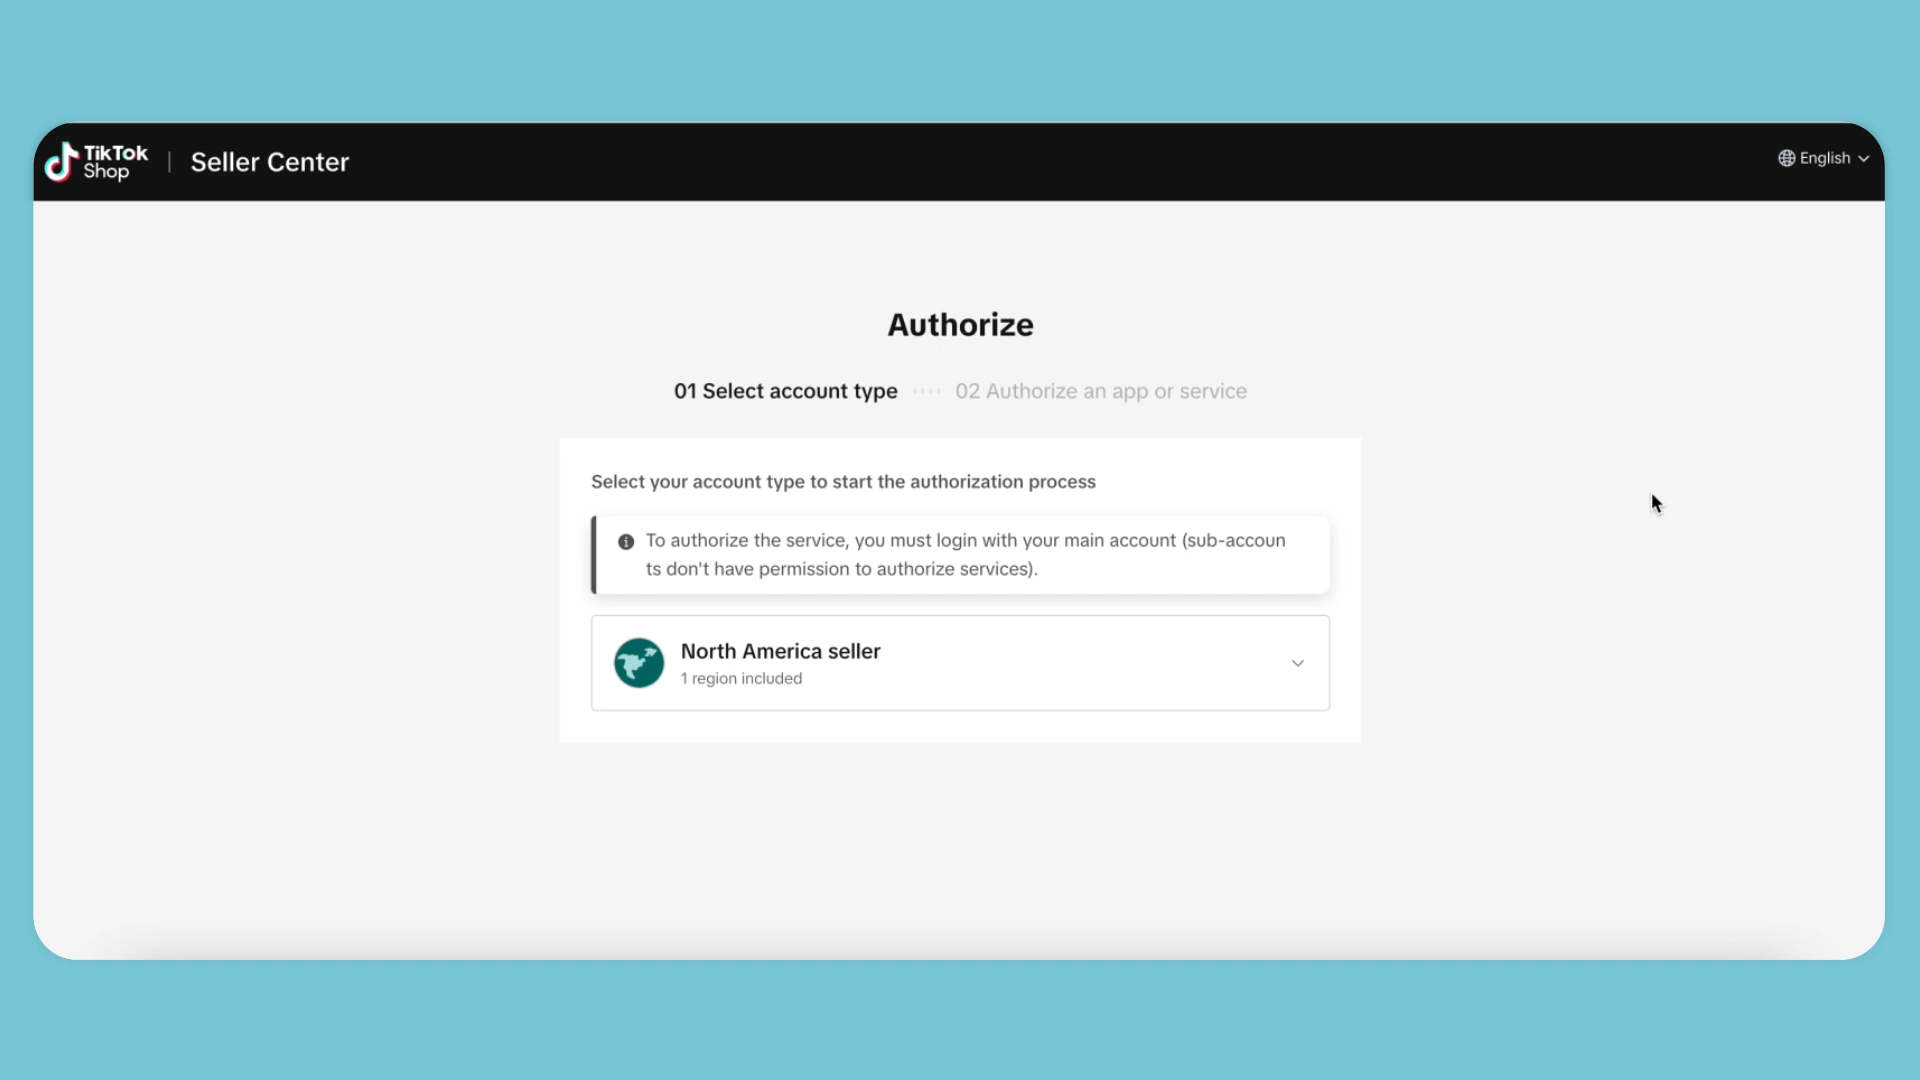 TikTok
Shop
Seller Center
English
Authorize
01 Select account type
02 Authorize an app or service
Select your account type to start the authorization process
To authorize the service, you must login with your main account (sub-accoun
ts don't have permission to authorize services).
North America seller
1 region included